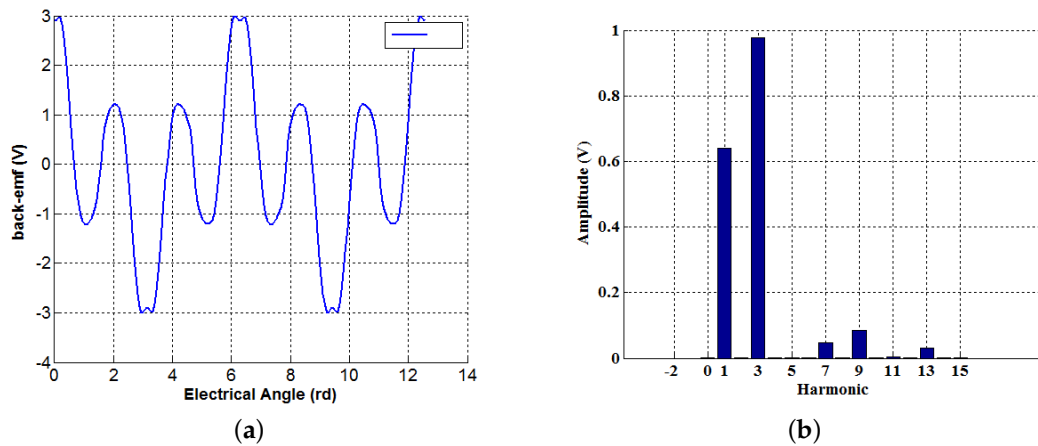 3
2
1
0
-1
-2
-3
-4
back-emf (V)
0 2 4 6 8 10 12 14
Electrical Angle (rd)
(a)
1
0.8
0.6
0.4
0.2
0
Amplitude (V)
-2 0 1 3 5 7 9 11 13 15
Harmonic
(b)